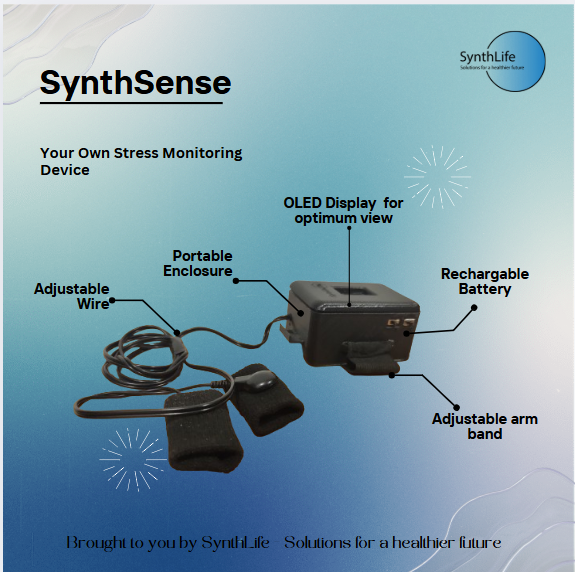 SynthLife
Solutions for a healthier future
SynthSense
Your Own Stress Monitoring
Device
OLED Display for
optimum view
Portable
Enclosure
Rechargable
Battery
Adjustable
Wire
Adjustable arm
band
Brought to you by SynthLife - Solutions for a healthier future